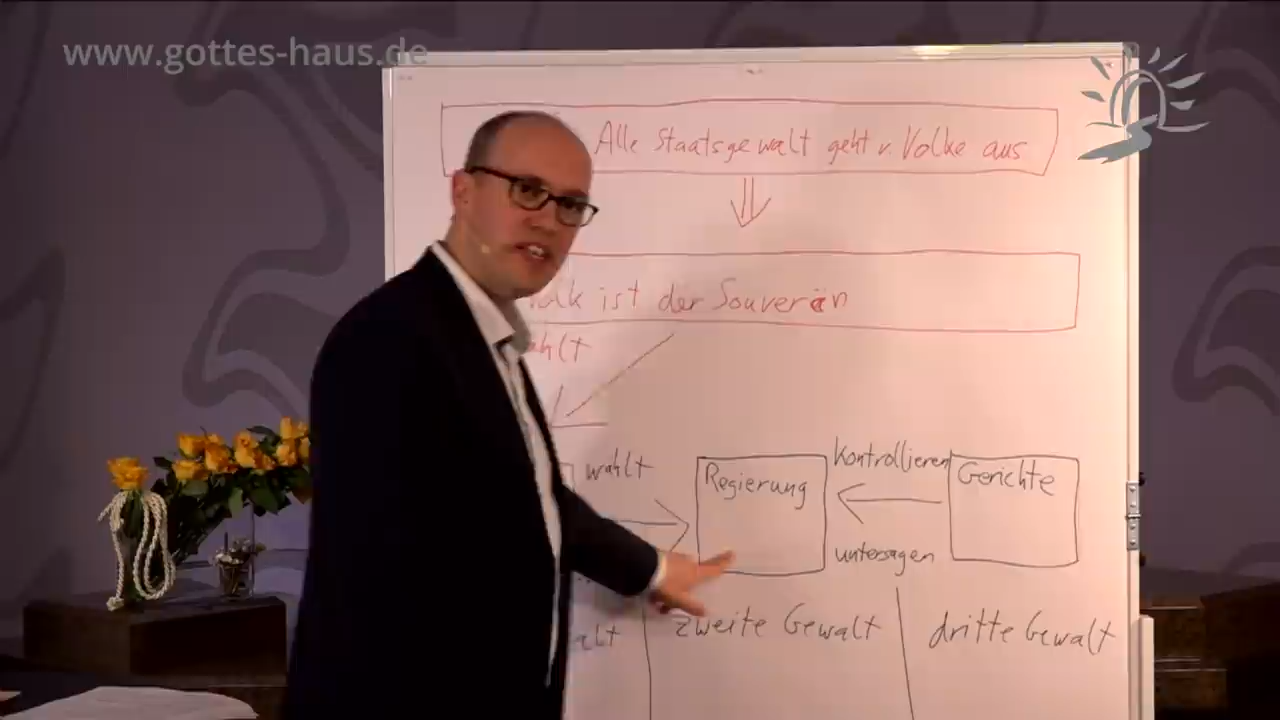 www.gottes-haus.de
Alle Staatsgewalt geht v. Volke aus
ist der Souverän
wählt Regierung Kontrollieren Gerichte
untersagen
zweite Gewalt dritte Gewalt